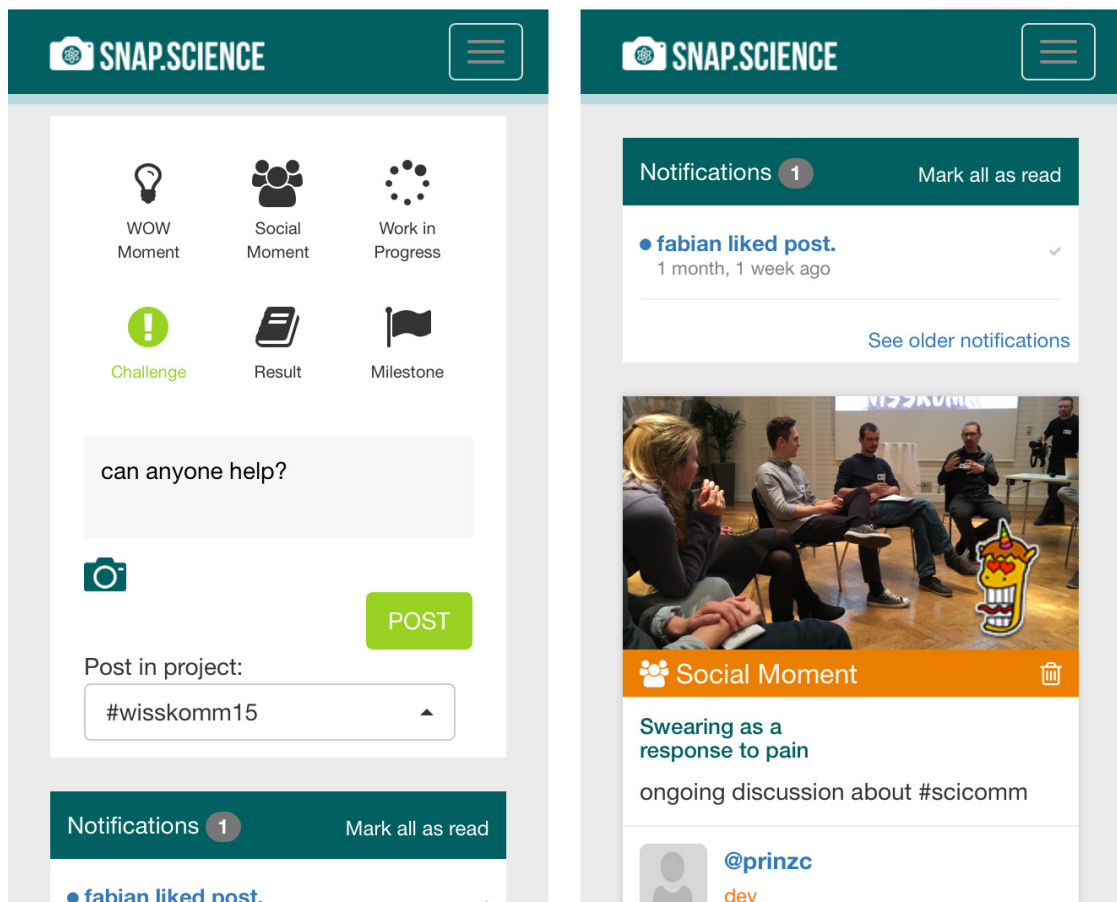 SNAP.SCIENCE
WOW
Moment
Social
Moment
Work in
Progress
Challenge
Result
Milestone
can anyone help?
POST
Post in project:
#wisskomm15
Notifications 1
Mark all as read
fabian liked post.
SNAP.SCIENCE
Notifications 1
Mark all as read
fabian liked post.
1 month, 1 week ago
See older notifications
WISSKOM
Social Moment
Swearing as a
response to pain
ongoing discussion about #scicomm
@prinzc
dev